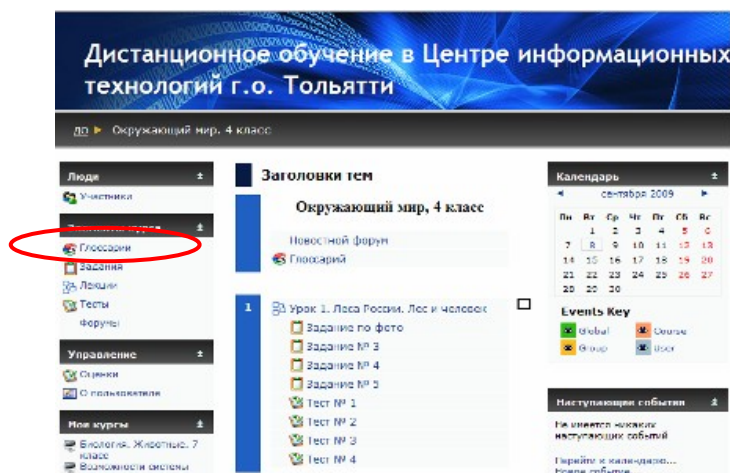 Дистанционное обучение в Центре информационных
технологий г.о. Тольятти
ДО ► Окружающий мир, 4 класс
Люди
Участники
Элементы курса
Глоссарии
Задания
Лекции
Тесты
Форумы
Управление
Оценки
О пользователе
Мои курсы
Биология. Животные. 7
класс
Возможности системы
Заголовки тем
Окружающий мир, 4 класс
Новостной форум
Глоссарий
1
Урок 1. Леса России. Лес и человек
Задание по фото
Задание № 3
Задание № 4
Задание № 5
Тест № 1
Тест № 2
Тест № 3
Тест № 4
Календарь
◄ сентября 2009 ►
Пн Вт Ср Чт Пт Сб Вс
1 2 3 4 5 6
7 8 9 10 11 12 13
14 15 16 17 18 19 20
21 22 23 24 25 26 27
28 29 30
Events Key
Global Course
Group User
Наступающие события
Не имеется никаких
наступающих событий
Перейти к календарю...
Новое событие...